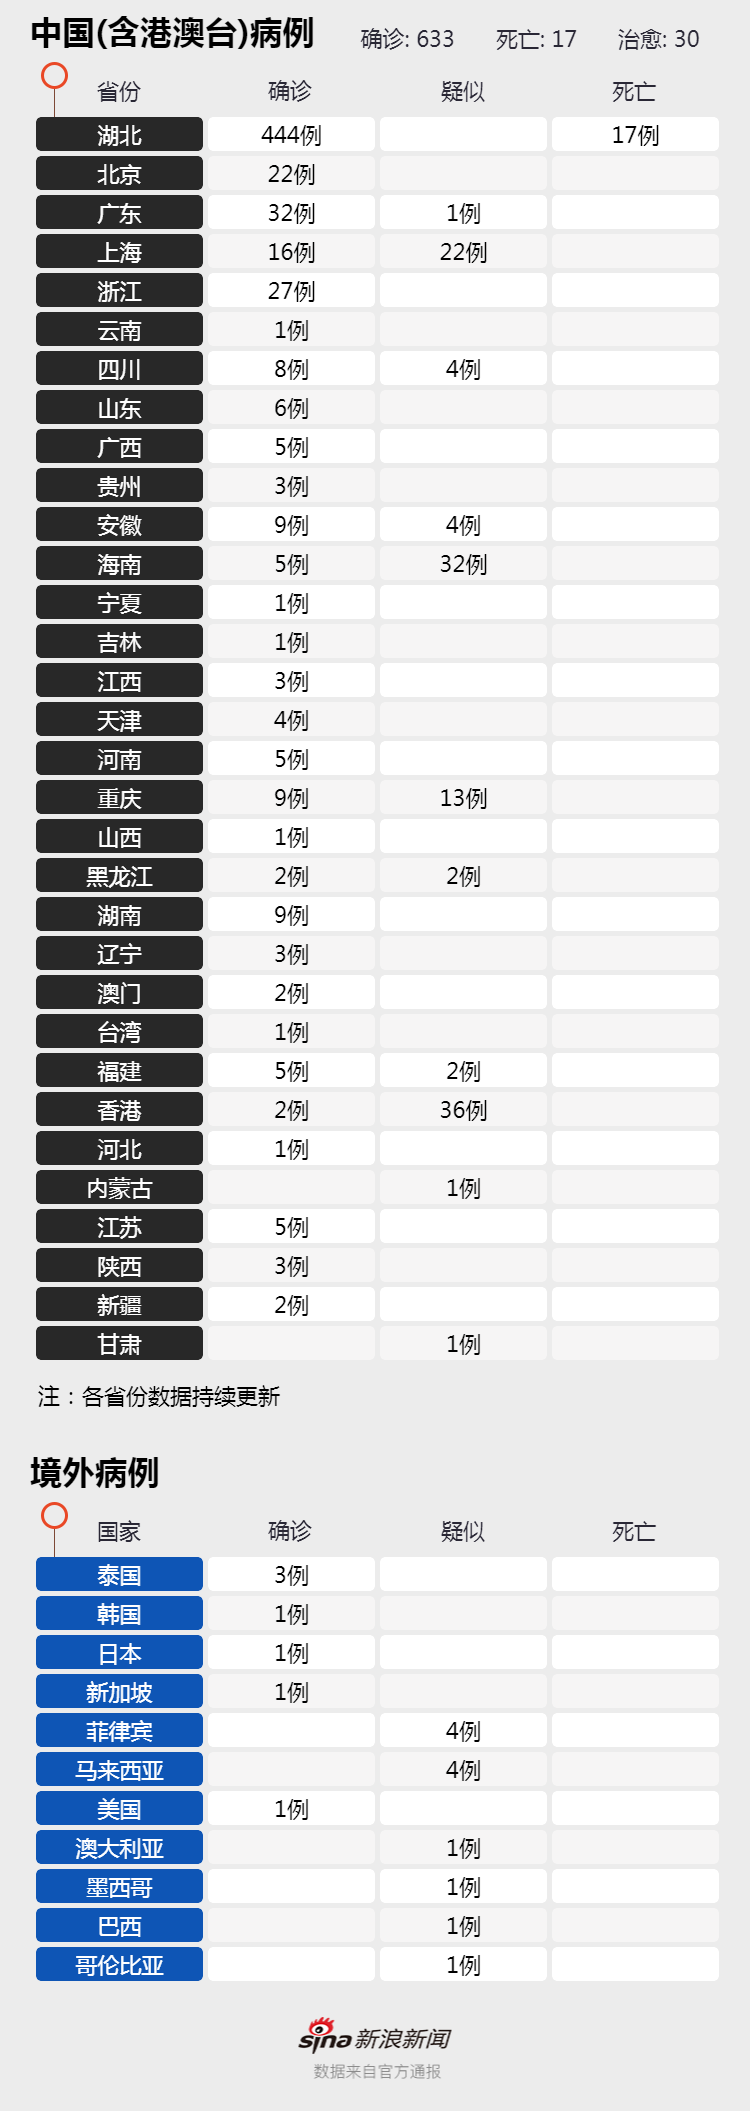 中国(含港澳台)病例 确诊: 633 死亡: 17 治愈: 30
省份 确诊 疑似 死亡
湖北 444例 17例
北京 22例
广东 32例 1例
上海 16例 22例
浙江 27例
云南 1例
四川 8例 4例
山东 6例
广西 5例
贵州 3例
安徽 9例 4例
海南 5例 32例
宁夏 1例
吉林 1例
江西 3例
天津 4例
河南 5例
重庆 9例 13例
山西 1例
黑龙江 2例 2例
湖南 9例
辽宁 3例
澳门 2例
台湾 1例
福建 5例 2例
香港 2例 36例
河北 1例
内蒙古 1例
江苏 5例
陕西 3例
新疆 2例
甘肃 1例
注：各省份数据持续更新
境外病例
国家 确诊 疑似 死亡
泰国 3例
韩国 1例
日本 1例
新加坡 1例
菲律宾 4例
马来西亚 4例
美国 1例
澳大利亚 1例
墨西哥 1例
巴西 1例
哥伦比亚 1例
sina新浪新闻
数据来自官方通报